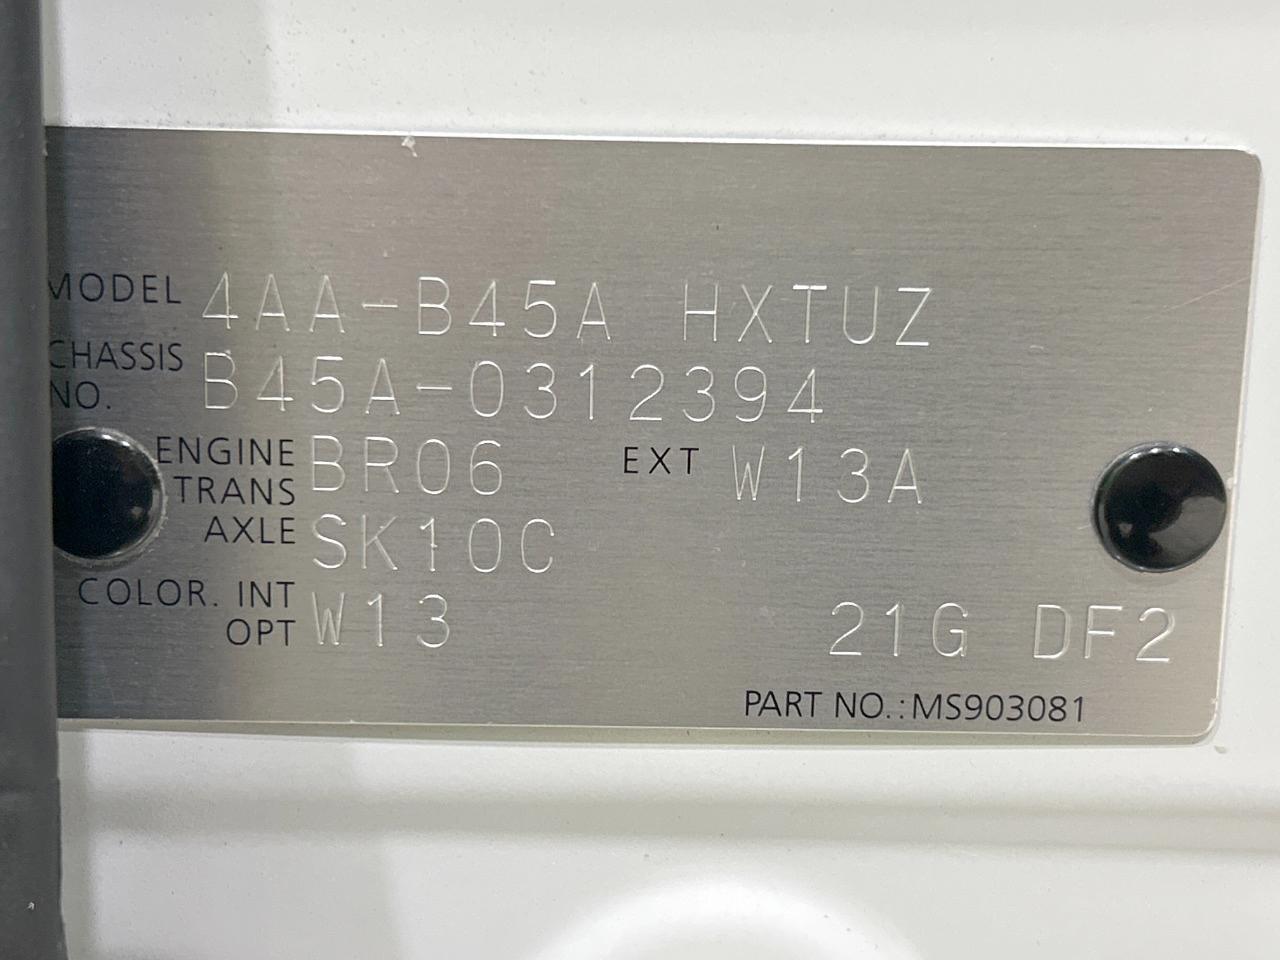 MODEL 4AA-B45A HXTUZ
CHASSIS NO. B45A-0312394
ENGINE BR06 EXT W13A
TRANS AXLE SK10C
COLOR. INT OPT W13 21G DF2
PART NO.:MS903081